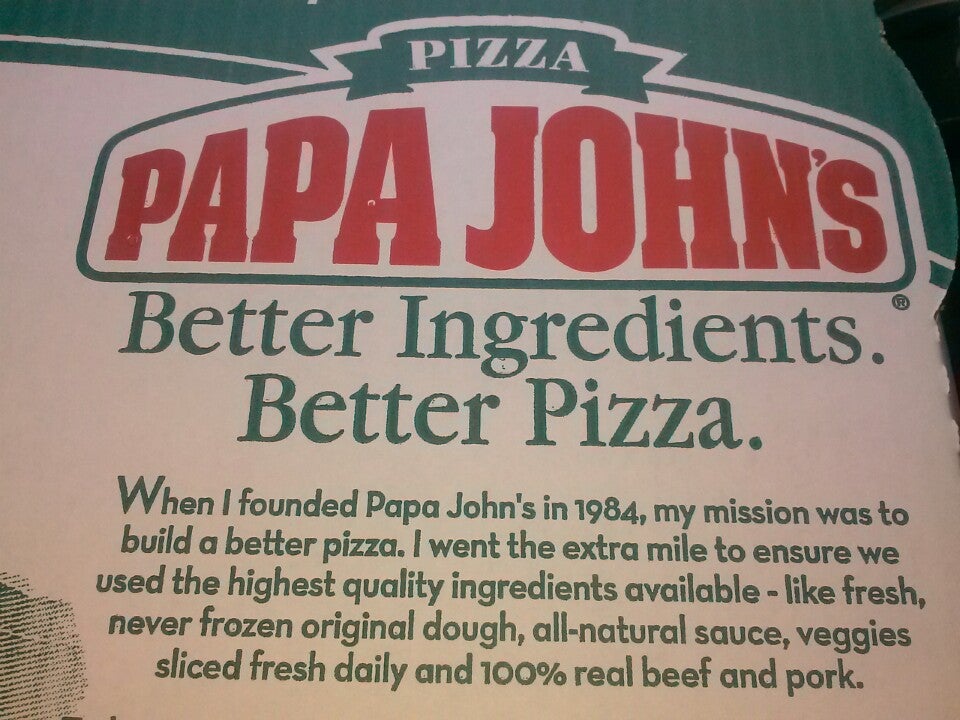 PIZZA
PAPA JOHN'S
®
Better Ingredients.
Better Pizza.
When I founded Papa John's in 1984, my mission was to
build a better pizza. I went the extra mile to ensure we
used the highest quality ingredients available - like fresh,
never frozen original dough, all-natural sauce, veggies
sliced fresh daily and 100% real beef and pork.